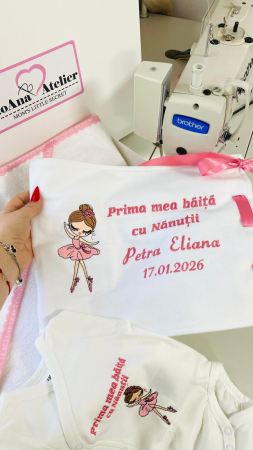 oAna Atelier
MOM'S LITTLE SECRET
brother
Prima mea băiță
cu Nănuții
Petra Eliana
17.01.2026
prima mea băiță
cu Nănuții